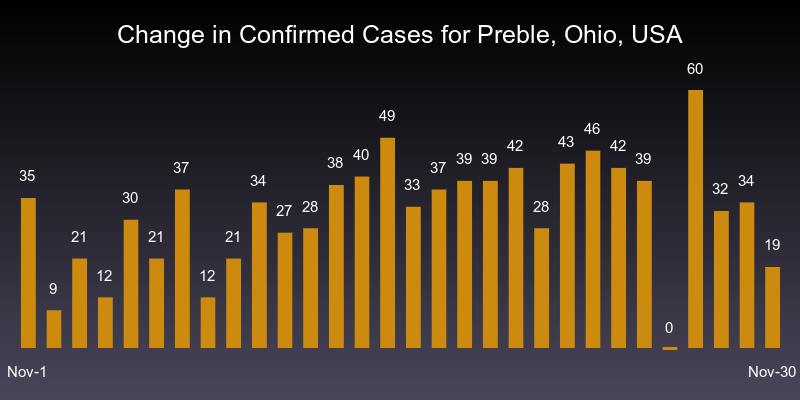 Change in Confirmed Cases for Preble, Ohio, USA
35 9 21 12 30 21 37 12 21 34 27 28 38 40 49 33 37 39 39 42 28 43 46 42 39 0 60 32 34 19
Nov-1 Nov-30